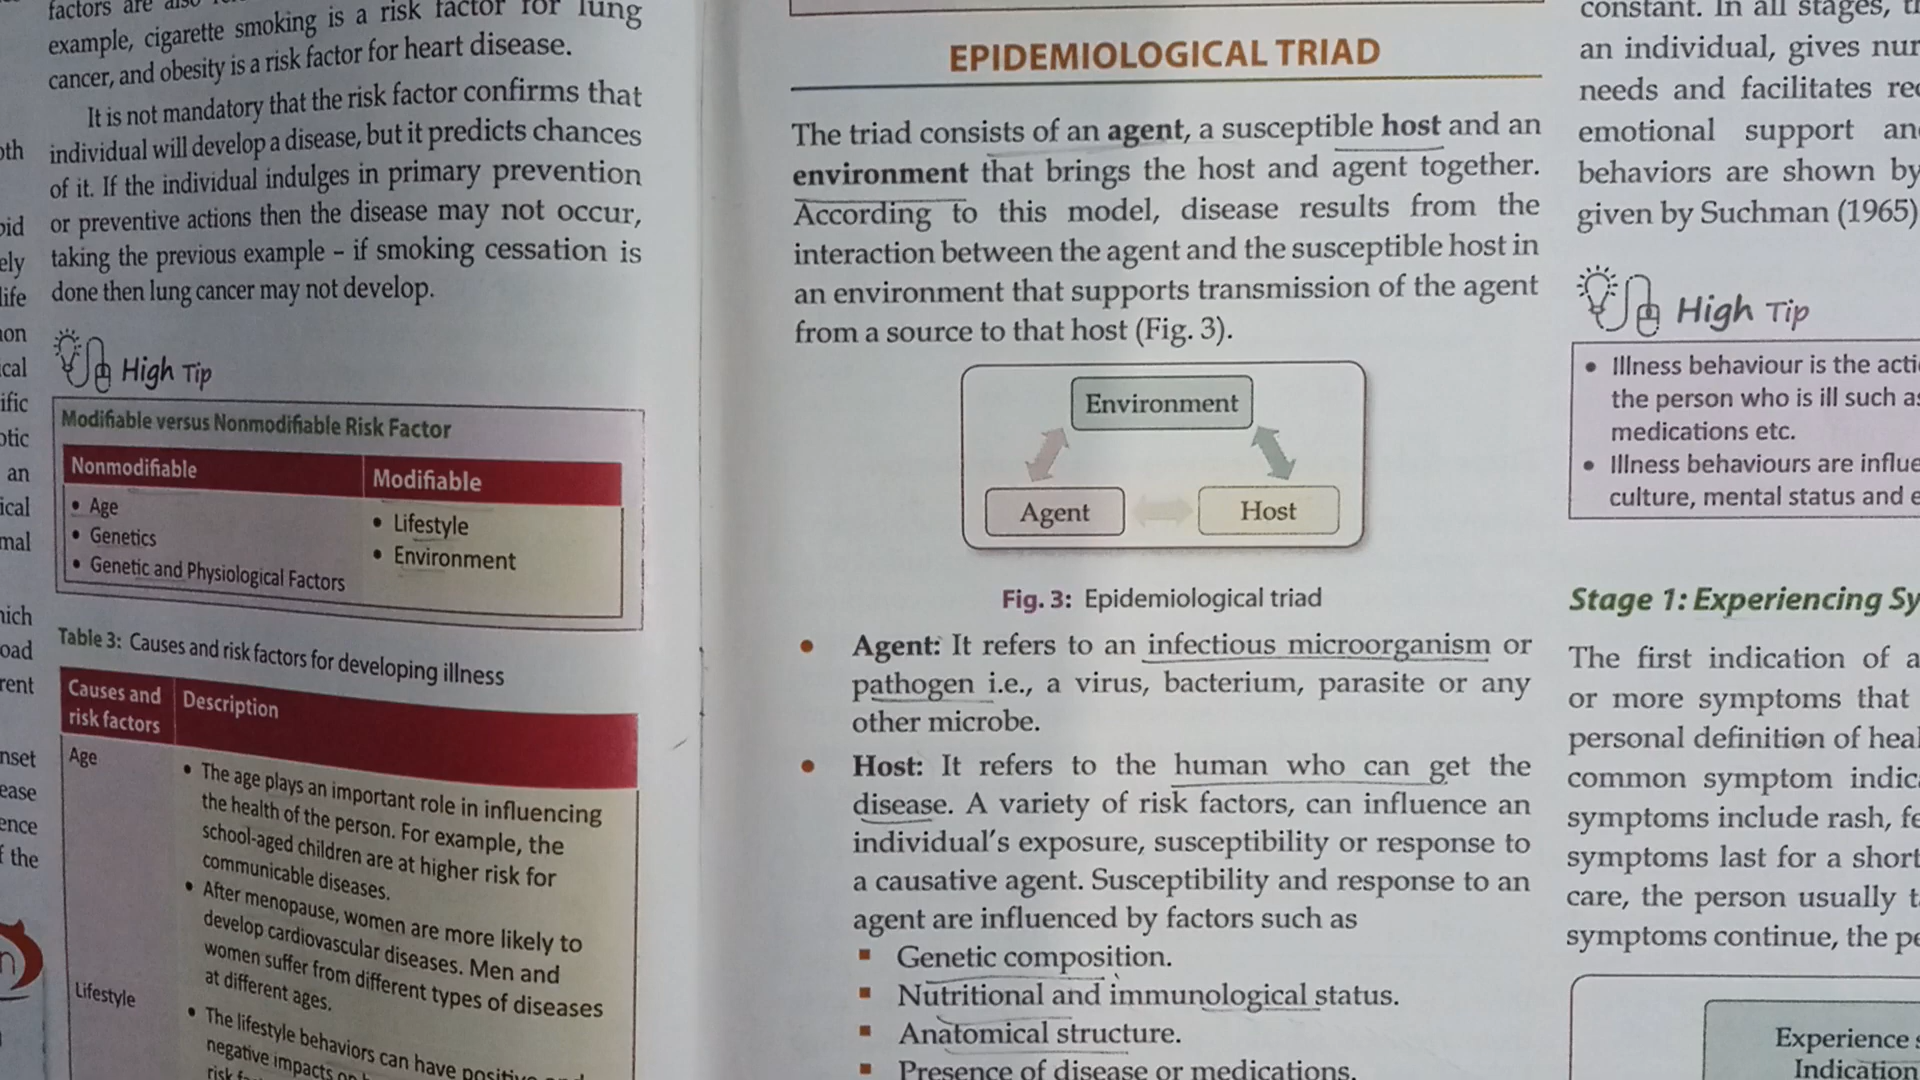 factors are also
example, cigarette smoking is a risk factor for lung
cancer, and obesity is a risk factor for heart disease.
It is not mandatory that the risk factor confirms that
individual will develop a disease, but it predicts chances
of it. If the individual indulges in primary prevention
or preventive actions then the disease may not occur,
taking the previous example – if smoking cessation is
done then lung cancer may not develop.
High Tip
Modifiable versus Nonmodifiable Risk Factor
Nonmodifiable
• Age
• Genetics
• Genetic and Physiological Factors
Modifiable
• Lifestyle
• Environment
Table 3: Causes and risk factors for developing illness
Causes and
risk factors
Description
Age
• The age plays an important role in influencing
the health of the person. For example, the
school-aged children are at higher risk for
communicable diseases.
• After menopause, women are more likely to
develop cardiovascular diseases. Men and
women suffer from different types of diseases
at different ages.
Lifestyle
• The lifestyle behaviors can have
negative impacts
EPIDEMIOLOGICAL TRIAD
The triad consists of an agent, a susceptible host and an
environment that brings the host and agent together.
According to this model, disease results from the
interaction between the agent and the susceptible host in
an environment that supports transmission of the agent
from a source to that host (Fig. 3).
Environment
Agent
Host
Fig. 3: Epidemiological triad
• Agent: It refers to an infectious microorganism or
pathogen i.e., a virus, bacterium, parasite or any
other microbe.
• Host: It refers to the human who can get the
disease. A variety of risk factors, can influence an
individual's exposure, susceptibility or response to
a causative agent. Susceptibility and response to an
agent are influenced by factors such as
▪ Genetic composition.
▪ Nutritional and immunological status.
▪ Anatomical structure.
▪ Presence of disease or medications.
constant. In all stages,
an individual, gives
needs and facilitates
emotional support
behaviors are shown by
given by Suchman (1965)
High Tip
• Illness behaviour is the
the person who is ill such
medications etc.
• Illness behaviours are
culture, mental status and
Stage 1: Experiencing
The first indication of a
or more symptoms that
personal definition of
common symptom
symptoms include rash,
symptoms last for a short
care, the person usually
symptoms continue, the
Experience
Indication